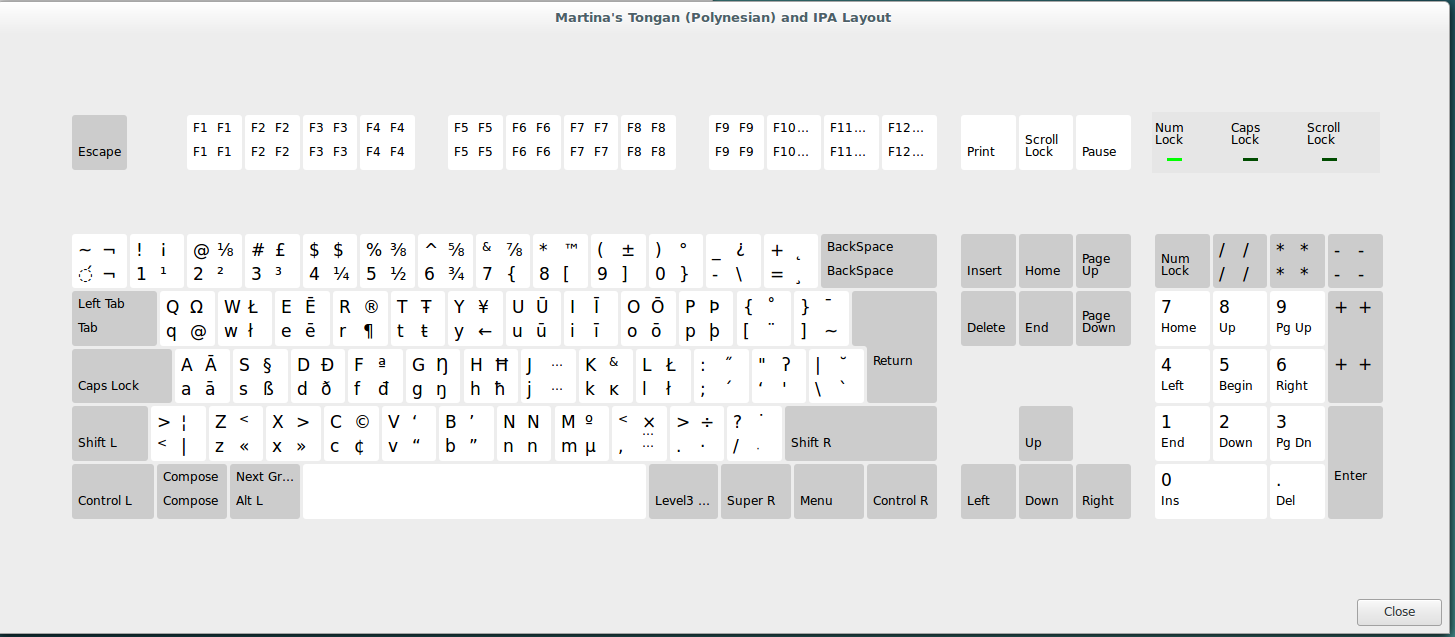 Martina's Tongan (Polynesian) and IPA Layout
F1 F1 F2 F2 F3 F3 F4 F4 F5 F5 F6 F6 F7 F7 F8 F8 F9 F9 F10... F11... F12...
Escape F1 F1 F2 F2 F3 F3 F4 F4 F5 F5 F6 F6 F7 F7 F8 F8 F9 F9 F10... F11... F12... Print Scroll Lock Pause Num Lock Caps Lock Scroll Lock
~ ¬ ! ¡ @ ⅛ # £ $ $ % ⅜ ^ ⅝ & ⅞ * ™ ( ± ) ° _ ¿ + ˛ BackSpace
¬ 1 ¹ 2 ² 3 ³ 4 ¼ 5 ½ 6 ¾ 7 { 8 [ 9 ] 0 } - \ = ¸ BackSpace Insert Home Page Up Num Lock / / * * - -
/ / * * - -
Left Tab Q Ω W Ł E Ē R ® T Ŧ Y ¥ U Ū I Ī O Ō P Þ { ˚ } ¯ 7 8 9 + +
Tab q @ w ł e ē r ¶ t ŧ y ← u ū i ī o ō p þ [ ¨ ] ~ Delete End Page Down Home Up Pg Up
A Ā S § D Ð F ª G Ŋ H Ħ J ... K & L Ł : ˝ " ʔ | ˘ Return 4 5 6 + +
Caps Lock a ā s ß d ð f đ g ŋ h ħ j ... k ĸ l ł ; ´ ‘ ' \ ` Left Begin Right
> ¦ Z < X > C © V ‘ B ’ N N M º < × > ÷ ? ˙ 1 2 3
Shift L < | z « x » c ¢ v “ b ” n n m µ , ... . · / . Shift R Up End Down Pg Dn
Compose Next Gr... 0 . Enter
Control L Compose Alt L Level3 ... Super R Menu Control R Left Down Right Ins Del
Close